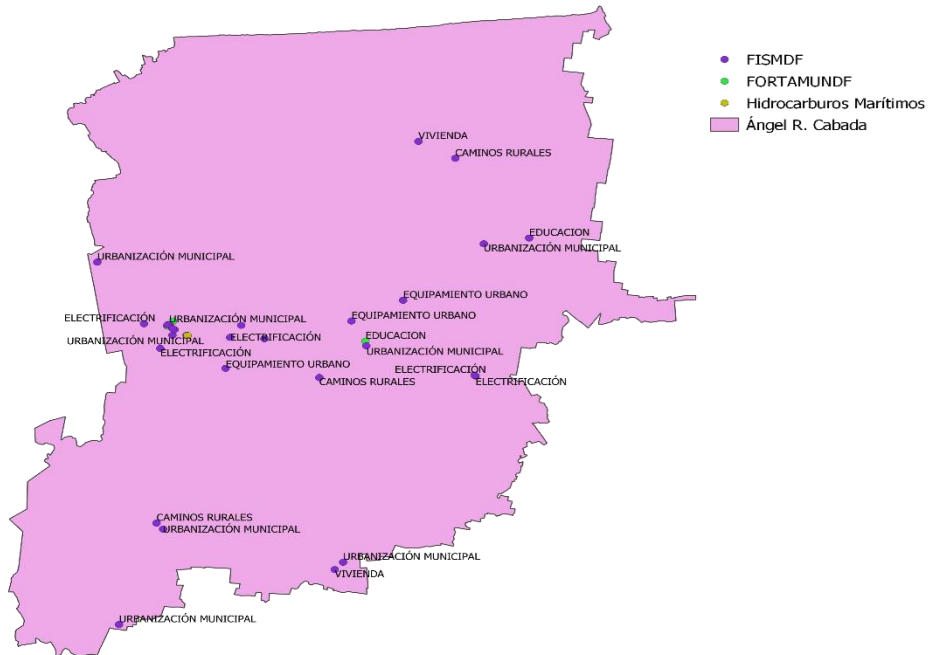 FISMDF
FORTAMUNDF
Hidrocarburos Marítimos
Ángel R. Cabada
VIVIENDA
CAMINOS RURALES
EDUCACION
URBANIZACIÓN MUNICIPAL
URBANIZACIÓN MUNICIPAL
EQUIPAMIENTO URBANO
ELECTRIFICACIÓN
URBANIZACIÓN MUNICIPAL
EQUIPAMIENTO URBANO
URBANIZACIÓN MUNICIPAL
ELECTRIFICACIÓN
EDUCACION
ELECTRIFICACIÓN
URBANIZACIÓN MUNICIPAL
EQUIPAMIENTO URBANO
ELECTRIFICACIÓN
CAMINOS RURALES
ELECTRIFICACIÓN
CAMINOS RURALES
URBANIZACIÓN MUNICIPAL
URBANIZACIÓN MUNICIPAL
VIVIENDA
URBANIZACIÓN MUNICIPAL